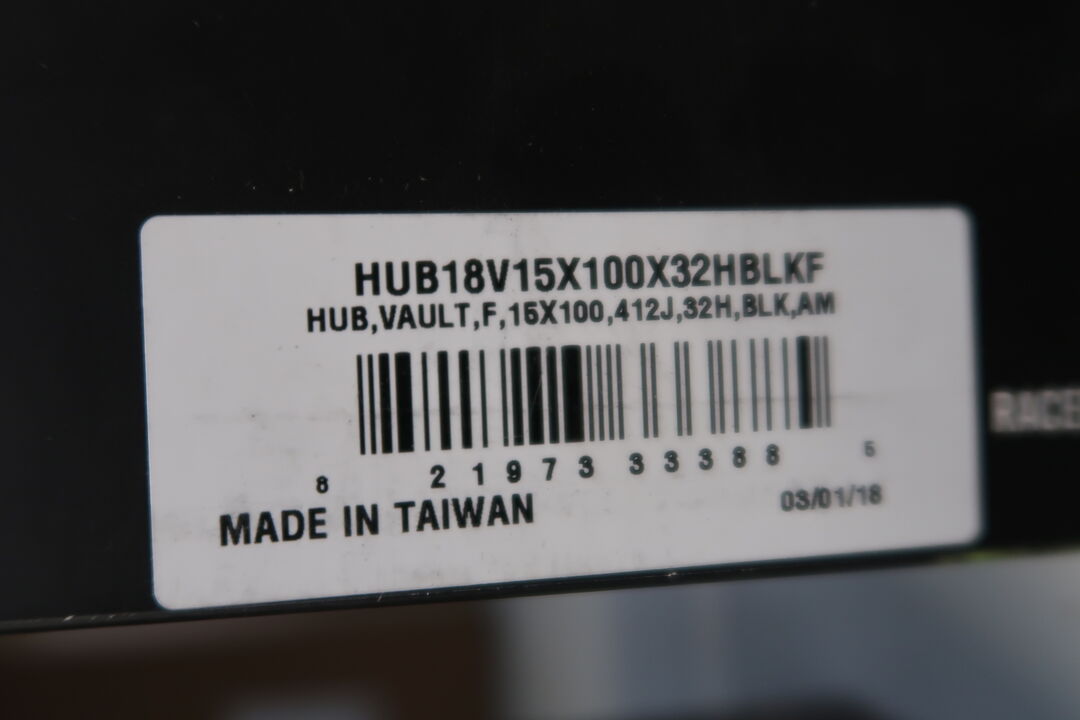 HUB18V15X100X32HBLKF
HUB,VAULT,F,15X100,412J,32H,BLK,AM
8 21973 33388 5
MADE IN TAIWAN
03/01/18